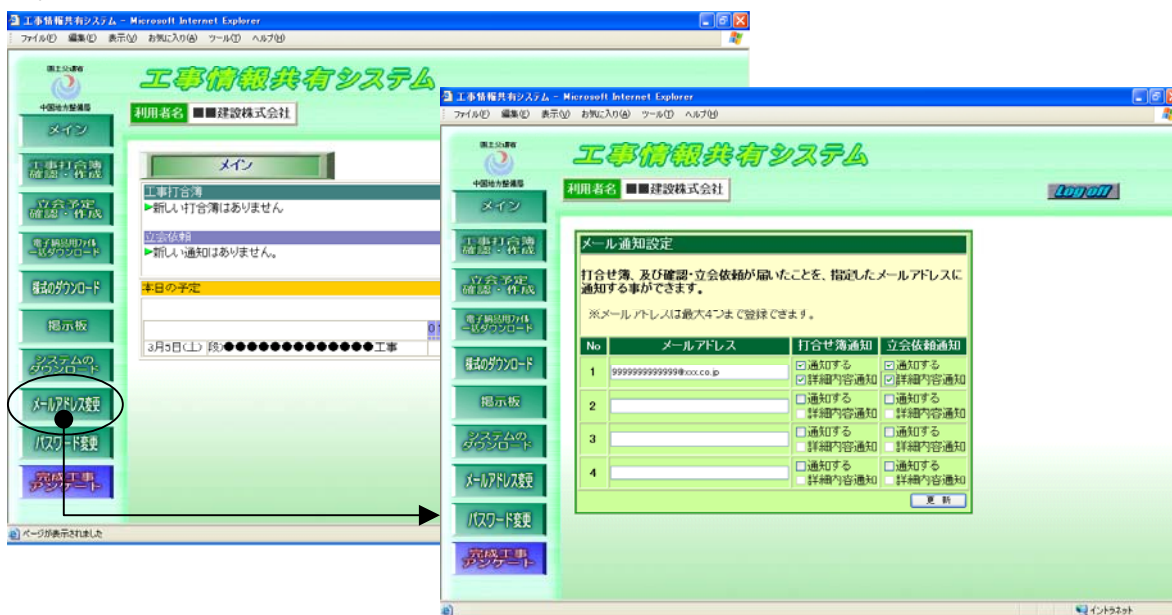 工事情報共有システム - Microsoft Internet Explorer
ファイル(F) 編集(E) 表示(V) お気に入り(A) ツール(T) ヘルプ(H)
国土交通省
中国地方整備局
工事情報共有システム
利用者名 ■■建設株式会社
メイン
工事打合簿
確認・作成
立会予定
確認・作成
電子納品用ファイル
一括ダウンロード
様式のダウンロード
掲示板
システムの
ダウンロード
メールアドレス変更
パスワード変更
完成工事
アンケート
メイン
工事打合簿
▶新しい打合簿はありません
立会依頼
▶新しい通知はありません。
本日の予定
3月5日(土) 段)●●●●●●●●●●●●●工事
ページが表示されました
工事情報共有システム - Microsoft Internet Explorer
ファイル(F) 編集(E) 表示(V) お気に入り(A) ツール(T) ヘルプ(H)
国土交通省
中国地方整備局
工事情報共有システム
利用者名 ■■建設株式会社
Log off
メイン
工事打合簿
確認・作成
立会予定
確認・作成
電子納品用ファイル
一括ダウンロード
様式のダウンロード
掲示板
システムの
ダウンロード
メールアドレス変更
パスワード変更
完成工事
アンケート
メール通知設定
打合せ簿、及び確認・立会依頼が届いたことを、指定したメールアドレスに
通知する事ができます。
※メールアドレスは最大4つまで登録できます。
No メールアドレス 打合せ簿通知 立会依頼通知
1 9999999999999@xxx.co.jp 通知する 通知する
詳細内容通知 詳細内容通知
2 通知する 通知する
詳細内容通知 詳細内容通知
3 通知する 通知する
詳細内容通知 詳細内容通知
4 通知する 通知する
詳細内容通知 詳細内容通知
更 新
イントラネット